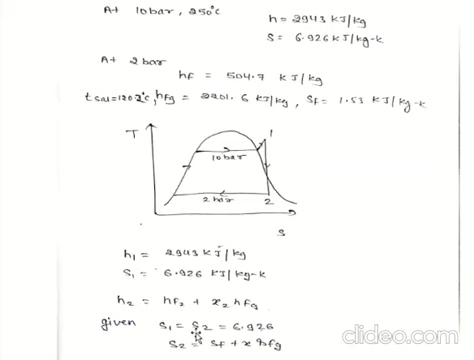 At 10bar, 250°C h = 2943 KJ/kg
S = 6.926 KJ/kg-k
At 2 bar
hf = 504.7 KJ/kg
tsat=120.2°C, hfg = 2201.6 KJ/kg, Sf = 1.53 KJ/kg-k
T
1
10bar
2 bar
2
S
h1 = 2943 KJ/kg
S1 = 6.926 KJ/kg-k
h2 = hf2 + x2 hfg
given S1 = S2 = 6.926
S2 = Sf + x Sfg
clideo.com